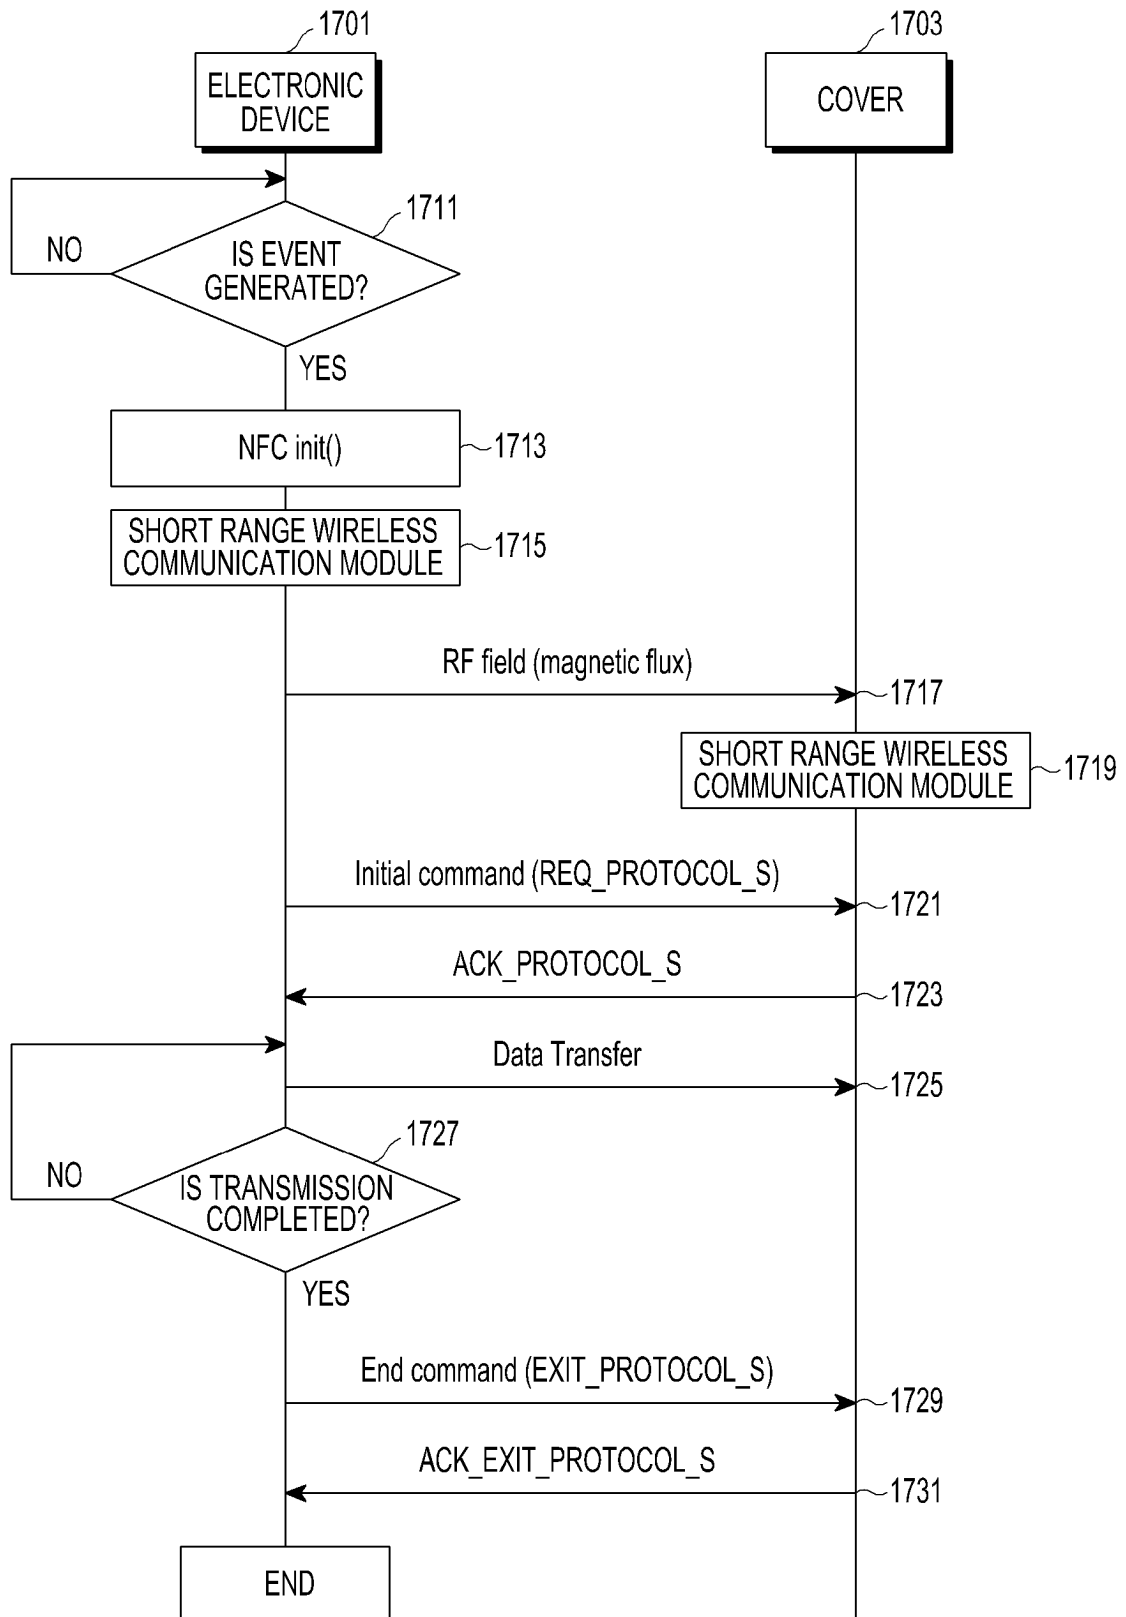 1701
1703
ELECTRONIC
DEVICE
COVER
1711
NO
IS EVENT
GENERATED?
YES
NFC init()
1713
SHORT RANGE WIRELESS
COMMUNICATION MODULE
1715
RF field (magnetic flux)
1717
SHORT RANGE WIRELESS
COMMUNICATION MODULE
1719
Initial command (REQ_PROTOCOL_S)
1721
ACK_PROTOCOL_S
1723
Data Transfer
1725
1727
NO
IS TRANSMISSION
COMPLETED?
YES
End command (EXIT_PROTOCOL_S)
1729
ACK_EXIT_PROTOCOL_S
1731
END